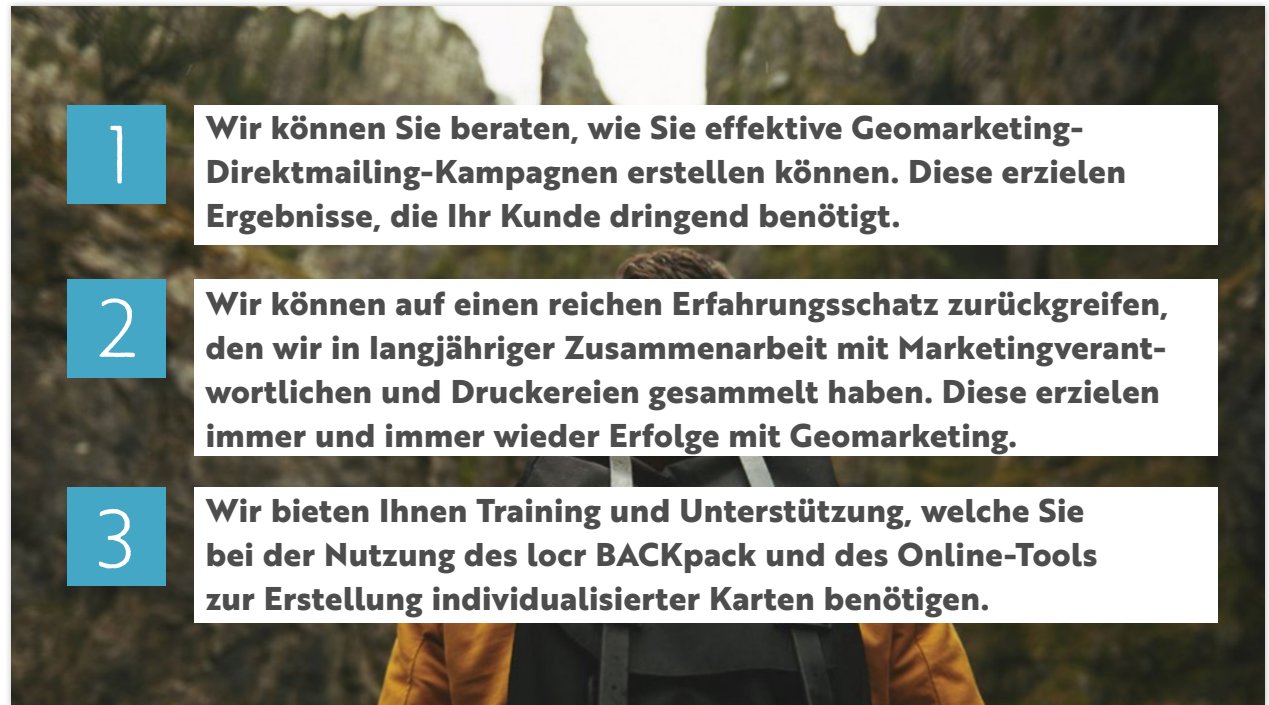 1
Wir können Sie beraten, wie Sie effektive Geomarketing-
Direktmailing-Kampagnen erstellen können. Diese erzielen
Ergebnisse, die Ihr Kunde dringend benötigt.
2
Wir können auf einen reichen Erfahrungsschatz zurückgreifen,
den wir in langjähriger Zusammenarbeit mit Marketingverant-
wortlichen und Druckereien gesammelt haben. Diese erzielen
immer und immer wieder Erfolge mit Geomarketing.
3
Wir bieten Ihnen Training und Unterstützung, welche Sie
bei der Nutzung des locr BACKpack und des Online-Tools
zur Erstellung individualisierter Karten benötigen.